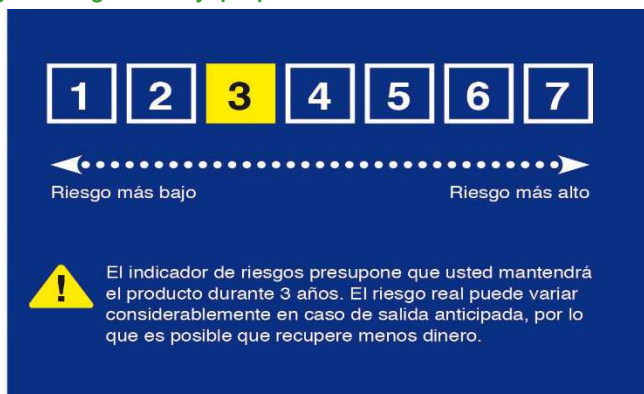 1 2 3 4 5 6 7
Riesgo más bajo Riesgo más alto
! El indicador de riesgos presupone que usted mantendrá
el producto durante 3 años. El riesgo real puede variar
considerablemente en caso de salida anticipada, por lo
que es posible que recupere menos dinero.